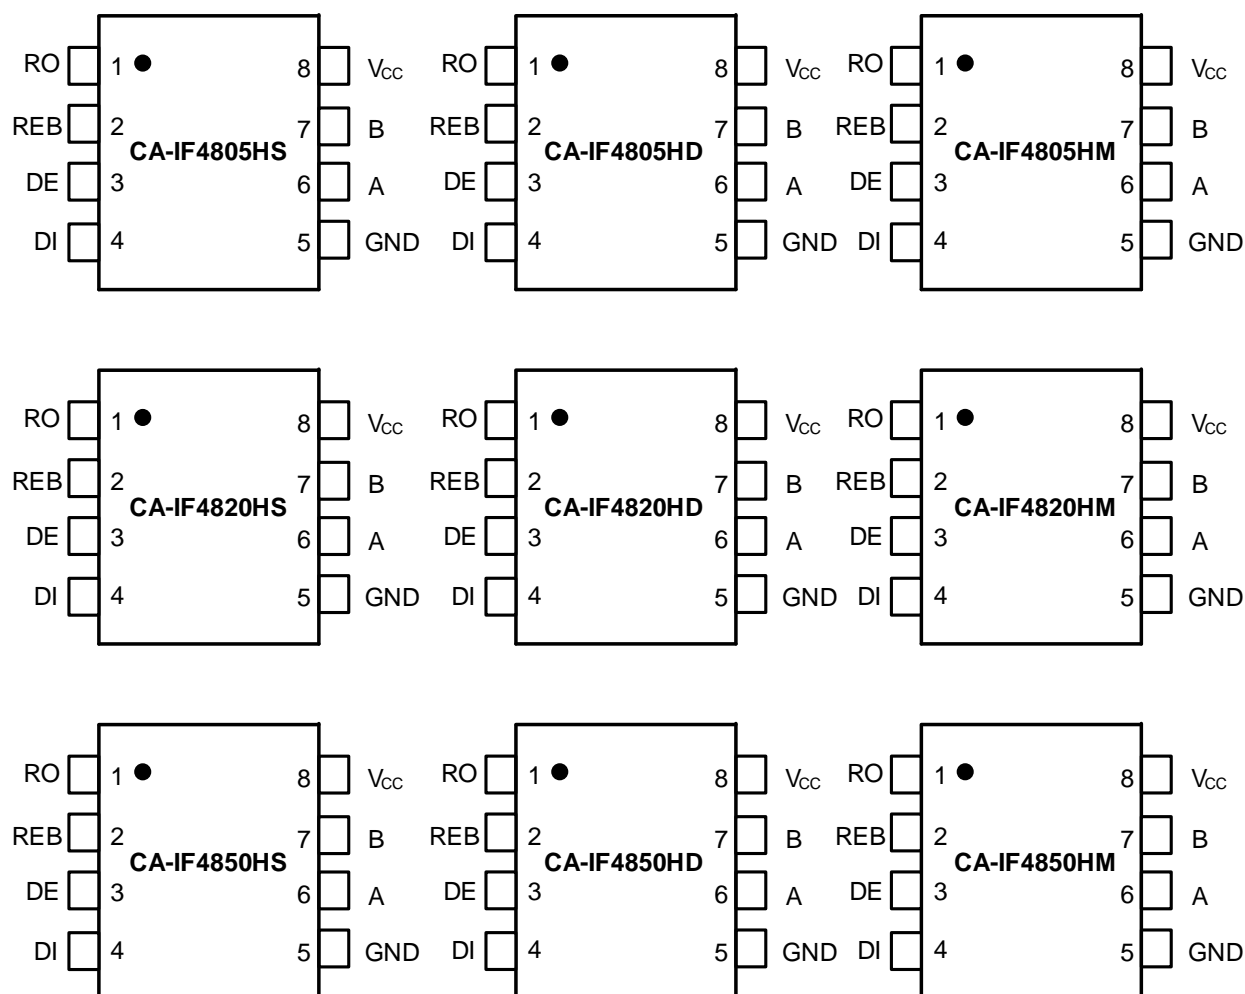 RO 1 8 VCC RO 1 8 VCC RO 1 8 VCC
REB 2 7 B REB 2 7 B REB 2 7 B
CA-IF4805HS CA-IF4805HD CA-IF4805HM
DE 3 6 A DE 3 6 A DE 3 6 A
DI 4 5 GND DI 4 5 GND DI 4 5 GND
RO 1 8 VCC RO 1 8 VCC RO 1 8 VCC
REB 2 7 B REB 2 7 B REB 2 7 B
CA-IF4820HS CA-IF4820HD CA-IF4820HM
DE 3 6 A DE 3 6 A DE 3 6 A
DI 4 5 GND DI 4 5 GND DI 4 5 GND
RO 1 8 VCC RO 1 8 VCC RO 1 8 VCC
REB 2 7 B REB 2 7 B REB 2 7 B
CA-IF4850HS CA-IF4850HD CA-IF4850HM
DE 3 6 A DE 3 6 A DE 3 6 A
DI 4 5 GND DI 4 5 GND DI 4 5 GND